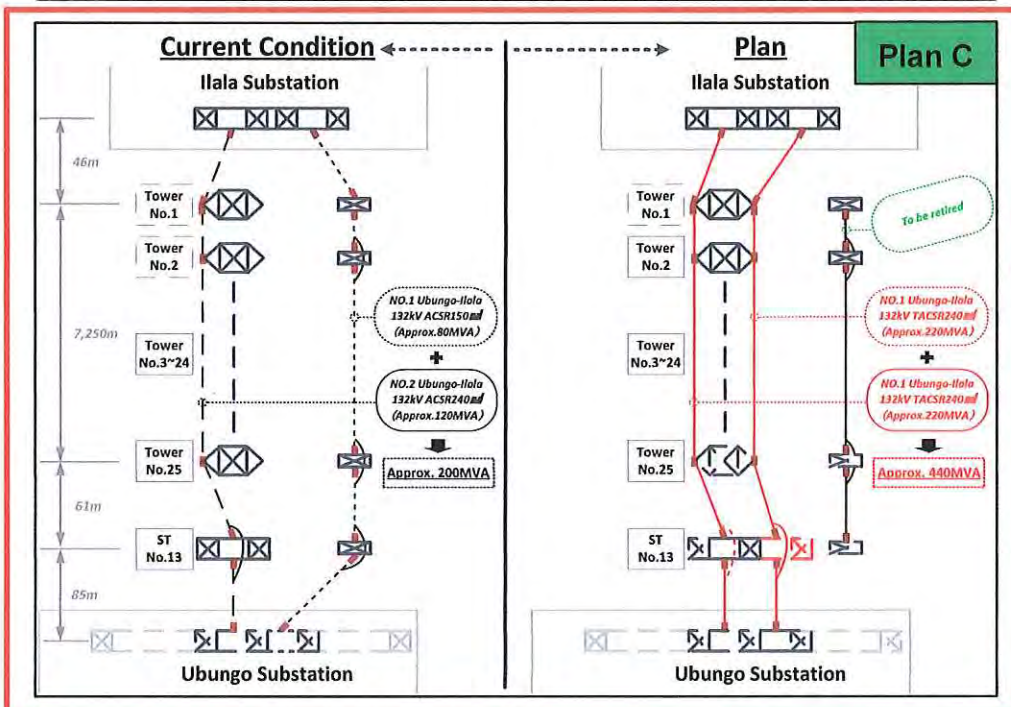 Current Condition
Plan
Plan C
Ilala Substation
Ilala Substation
46m
7,250m
61m
85m
Tower
No.1
Tower
No.2
Tower
No.3~24
Tower
No.25
ST
No.13
NO.1 Ubungo-Ilala
132kV ACSR150㎟
(Approx.80MVA)
+
NO.2 Ubungo-Ilala
132kV ACSR240㎟
(Approx.120MVA)
Approx. 200MVA
Ubungo Substation
Tower
No.1
Tower
No.2
Tower
No.3~24
Tower
No.25
ST
No.13
To be retired
NO.1 Ubungo-Ilala
132kV TACSR240㎟
(Approx.220MVA)
+
NO.1 Ubungo-Ilala
132kV TACSR240㎟
(Approx.220MVA)
Approx. 440MVA
Ubungo Substation